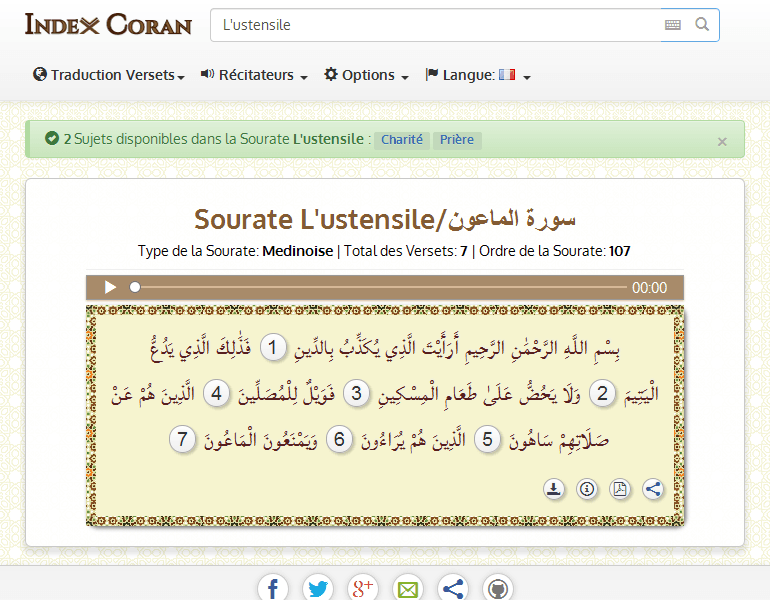 INDEX CORAN
L'ustensile
Traduction Versets
Récitateurs
Options
Langue:
2 Sujets disponibles dans la Sourate L'ustensile : Charité Prière ×
Sourate L'ustensile/سورة الماعون
Type de la Sourate: Medinoise | Total des Versets: 7 | Ordre de la Sourate: 107
00:00
بِسْمِ اللَّهِ الرَّحْمَٰنِ الرَّحِيمِ أَرَأَيْتَ الَّذِي يُكَذِّبُ بِالدِّينِ 1 فَذَٰلِكَ الَّذِي يَدُعُّ
الْيَتِيمَ 2 وَلَا يَحُضُّ عَلَىٰ طَعَامِ الْمِسْكِينِ 3 فَوَيْلٌ لِلْمُصَلِّينَ 4 الَّذِينَ هُمْ عَنْ
صَلَاتِهِمْ سَاهُونَ 5 الَّذِينَ هُمْ يُرَاءُونَ 6 وَيَمْنَعُونَ الْمَاعُونَ 7